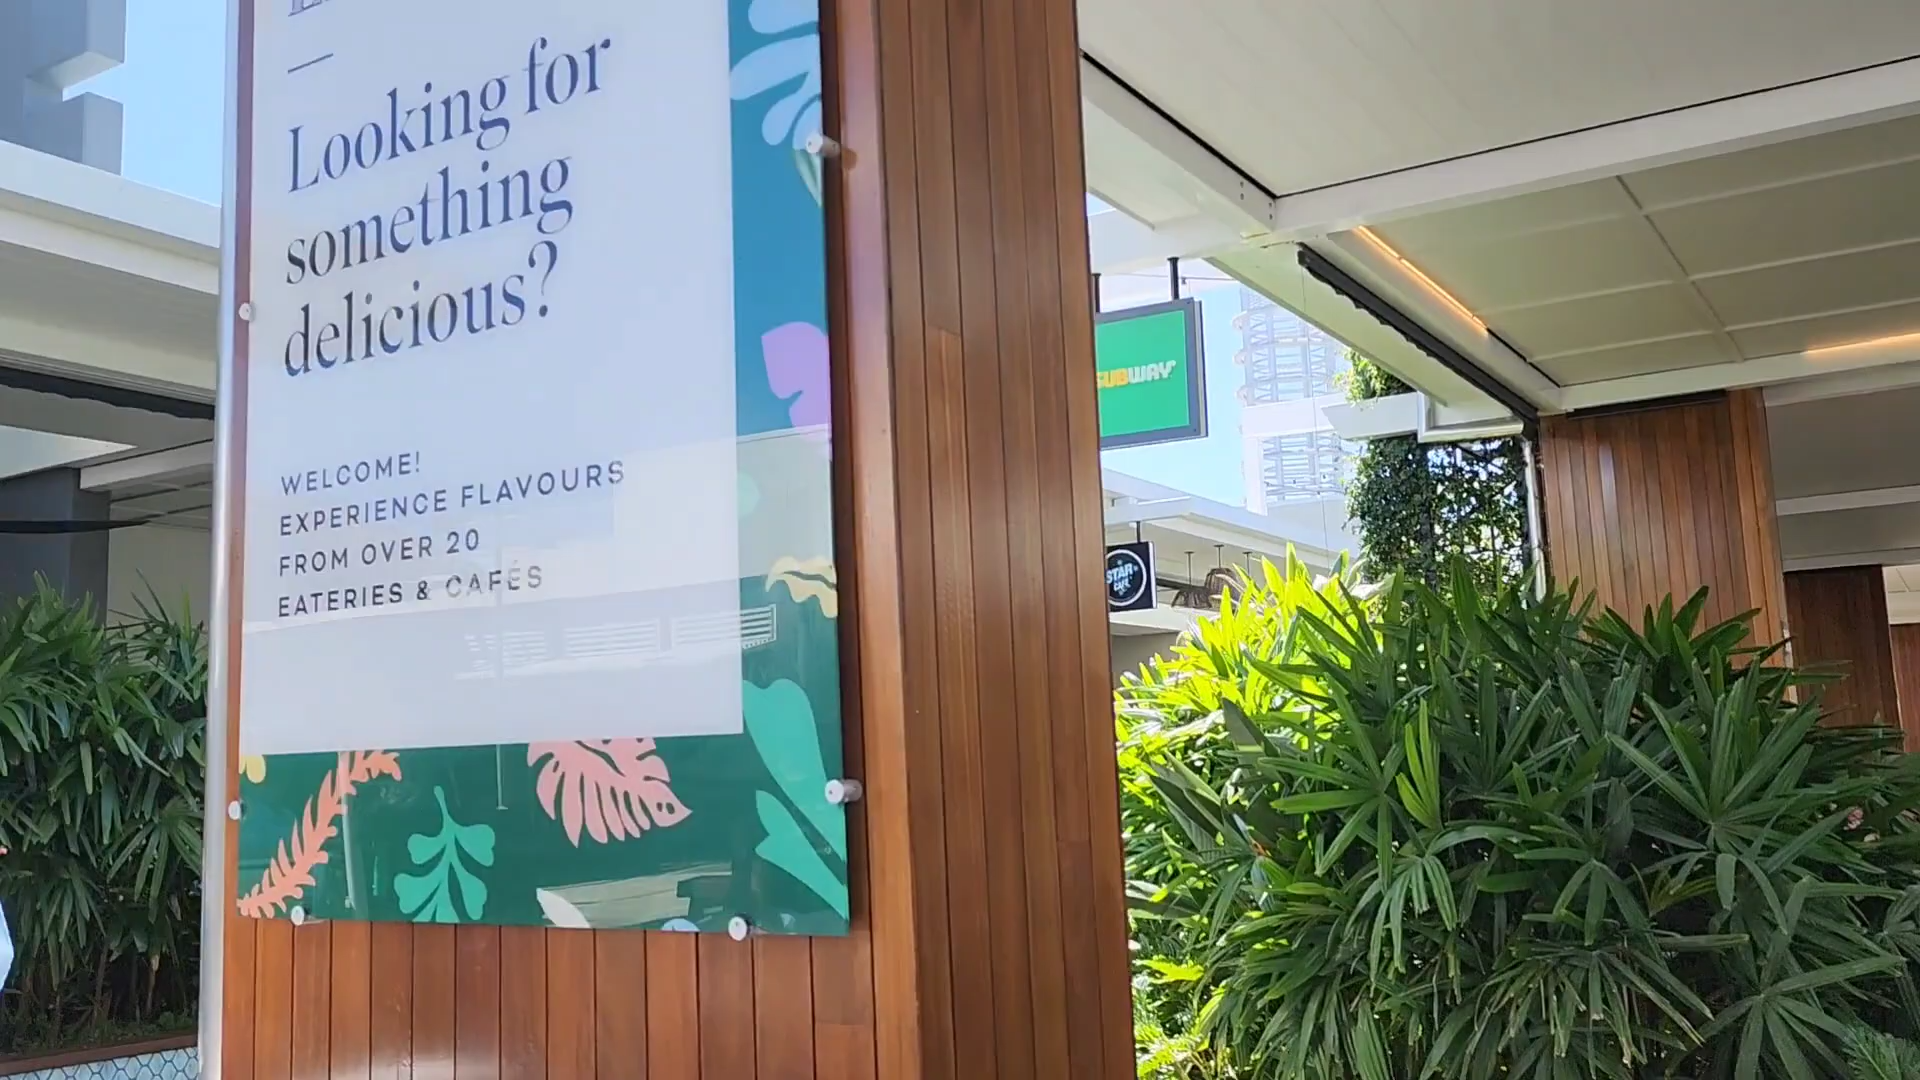 Looking for
something
delicious?
WELCOME!
EXPERIENCE FLAVOURS
FROM OVER 20
EATERIES & CAFÉS
SUBWAY
STAR
CAFE